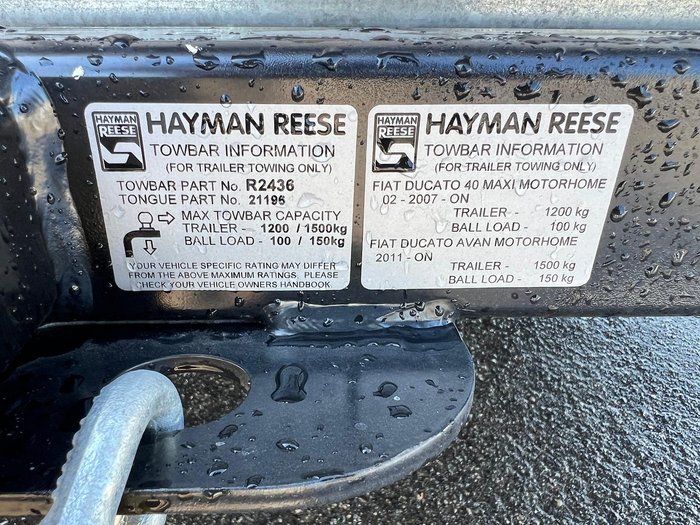 HAYMAN REESE
HAYMAN REESE
TOWBAR INFORMATION
(FOR TRAILER TOWING ONLY)
TOWBAR PART No. R2436
TONGUE PART No. 21196
MAX TOWBAR CAPACITY
TRAILER - 1200 / 1500kg
BALL LOAD - 100 / 150kg
YOUR VEHICLE SPECIFIC RATING MAY DIFFER
FROM THE ABOVE MAXIMUM RATINGS. PLEASE
CHECK YOUR VEHICLE OWNERS HANDBOOK
HAYMAN REESE
HAYMAN REESE
TOWBAR INFORMATION
(FOR TRAILER TOWING ONLY)
FIAT DUCATO 40 MAXI MOTORHOME
02 - 2007 - ON
TRAILER - 1200 kg
BALL LOAD - 100 kg
FIAT DUCATO AVAN MOTORHOME
2011 - ON
TRAILER - 1500 kg
BALL LOAD - 150 kg